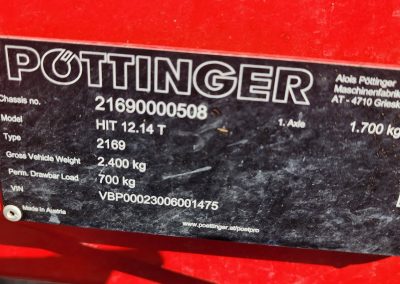 PÖTTINGER
Alois Pöttinger
Maschinenfabrik
AT - 4710 Griesk
Chassis no. 21690000508
Model HIT 12.14 T 1. Axle 1.700 kg
Type 2169
Gross Vehicle Weight 2.400 kg
Perm. Drawbar Load 700 kg
VIN VBP00023006001475
Made in Austria
www.poettinger.at/poetpro